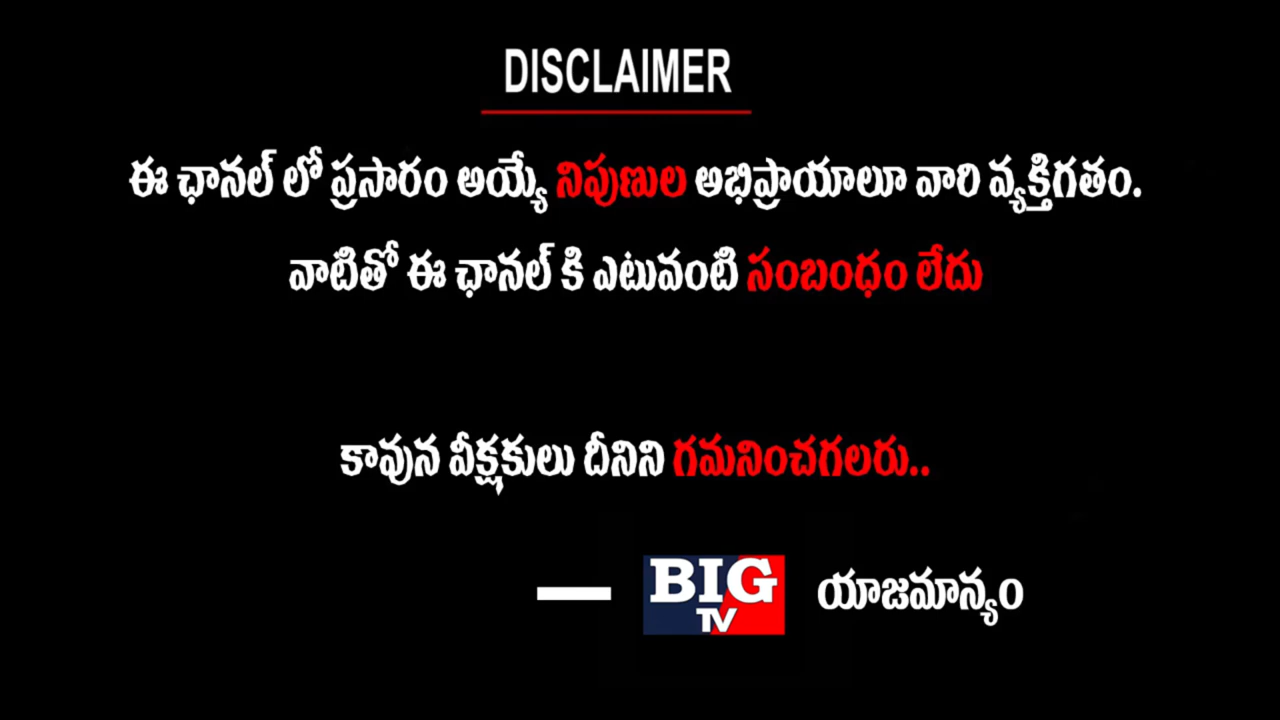 DISCLAIMER
ఈ ఛానల్ లో ప్రసారం అయ్యే నిపుణుల అభిప్రాయాలూ వారి వ్యక్తిగతం.
వాటితో ఈ ఛానల్ కి ఎటువంటి సంబంధం లేదు
కావున వీక్షకులు దీనిని గమనించగలరు..
— BIG TV యాజమాన్యం